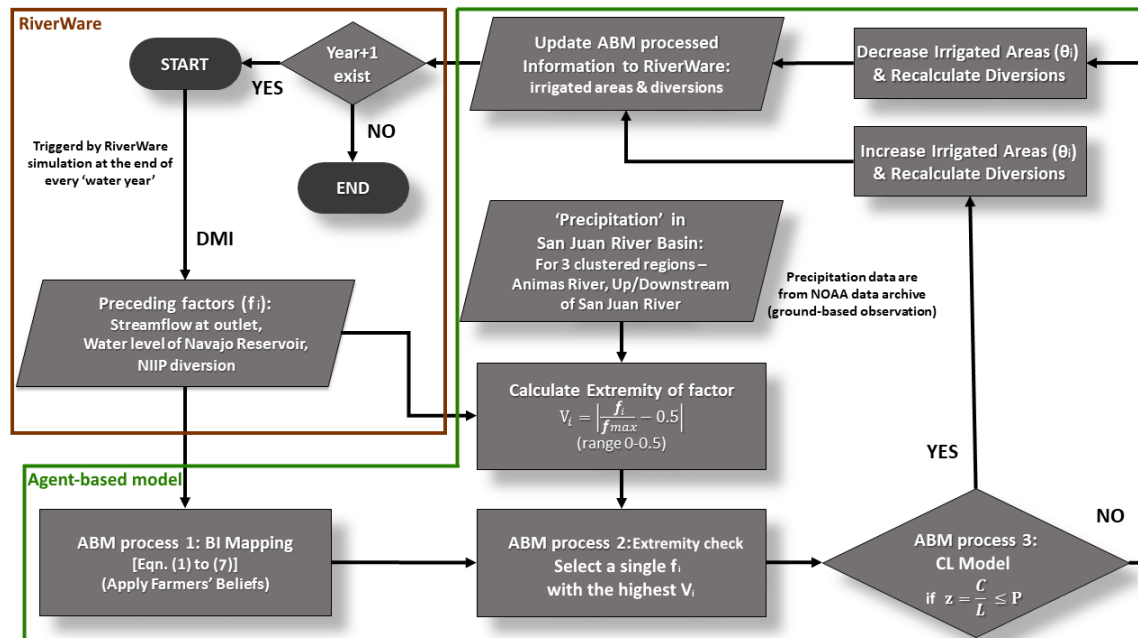 RiverWare
START
YES
Year+1
exist
NO
END
Triggerd by RiverWare
simulation at the end of
every ‘water year’
DMI
Preceding factors (f i):
Streamflow at outlet,
Water level of Navajo Reservoir,
NIIP diversion
Update ABM processed
Information to RiverWare:
irrigated areas & diversions
Decrease Irrigated Areas (θi)
& Recalculate Diversions
Increase Irrigated Areas (θi)
& Recalculate Diversions
‘Precipitation’ in
San Juan River Basin:
For 3 clustered regions –
Animas River, Up/Downstream
of San Juan River
Precipitation data are
from NOAA data archive
(ground-based observation)
Calculate Extremity of factor
V_i = |f_i/f_max − 0.5|
(range 0-0.5)
Agent-based model
ABM process 1: BI Mapping
[Eqn. (1) to (7)]
(Apply Farmers’ Beliefs)
ABM process 2:Extremity check
Select a single f i
with the highest V i
YES
NO
ABM process 3:
CL Model
if z = C/L ≤ P